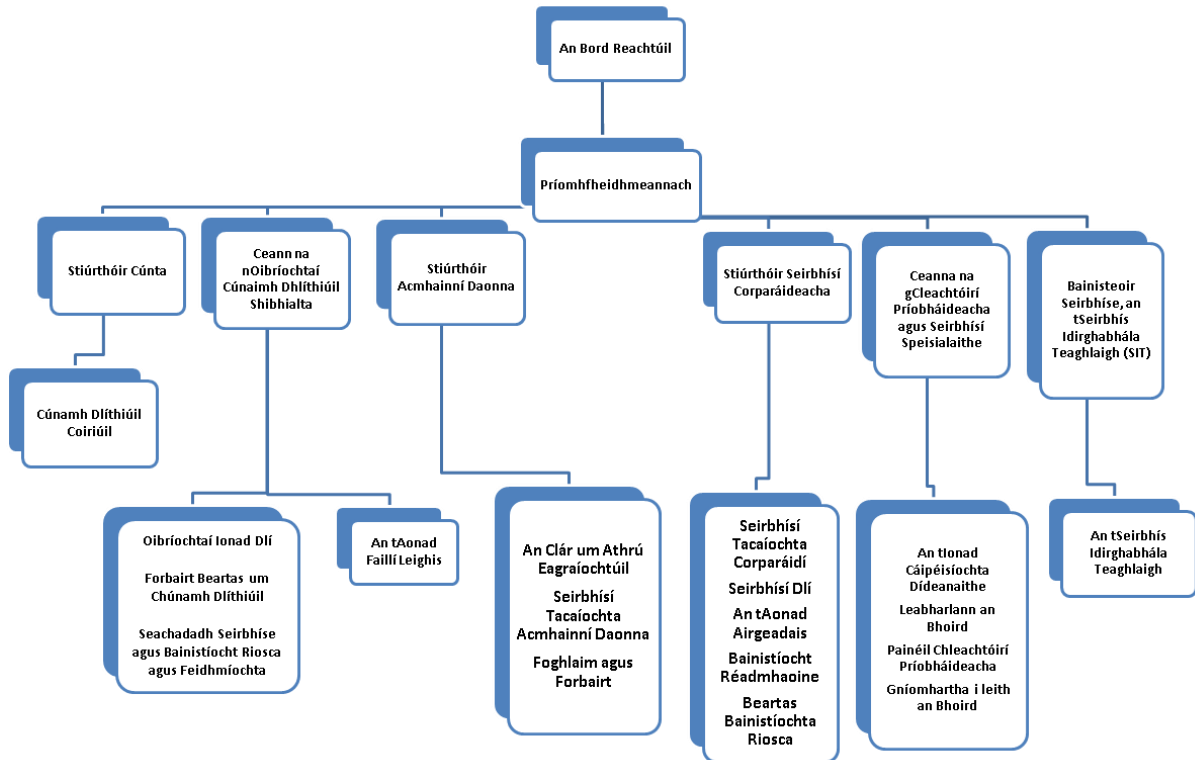 An Bord Reachtúil
Príomhfheidhmeannach
Stiúrthóir Cúnta
Ceann na
nOibríochtaí
Cúnaimh Dhlíthiúil
Shibhialta
Stiúrthóir
Acmhainní Daonna
Stiúrthóir Seirbhísí
Corparáideacha
Ceanna na
gCleachtóirí
Príobháideacha
agus Seirbhísí
Speisialaithe
Bainisteoir
Seirbhíse, an
tSeirbhís
Idirghabhála
Teaghlaigh (SIT)
Cúnamh Dlíthiúil
Coiriúil
Oibríochtaí Ionad Dlí
Forbairt Beartas um
Chúnamh Dlíthiúil
Seachadadh Seirbhíse
agus Bainistíocht Riosca
agus Feidhmíochta
An tAonad
Faillí Leighis
An Clár um Athrú
Eagraíochtúil
Seirbhísí
Tacaíochta
Acmhainní Daonna
Foghlaim agus
Forbairt
Seirbhísí
Tacaíochta
Corparáidí
Seirbhísí Dlí
An tAonad
Airgeadais
Bainistíocht
Réadmhaoine
Beartas
Bainistíochta
Riosca
An tIonad
Cáipéisíochta
Dídeanaithe
Leabharlann an
Bhoird
Painéil Chleachtóirí
Príobháideacha
Gníomhartha i leith
an Bhoird
An tSeirbhís
Idirghabhála
Teaghlaigh